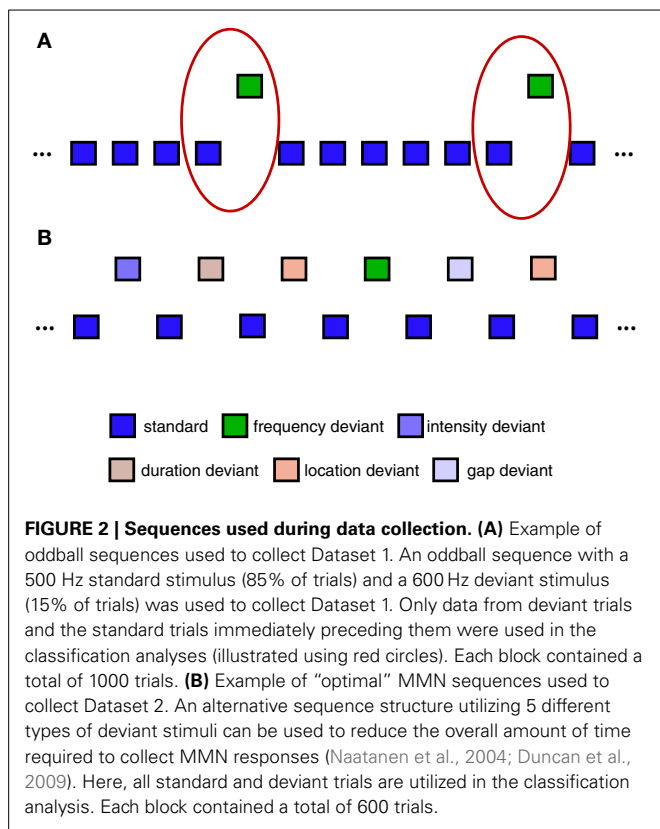 A
... ...
B
... ...
standard frequency deviant intensity deviant
duration deviant location deviant gap deviant
FIGURE 2 | Sequences used during data collection. (A) Example of
oddball sequences used to collect Dataset 1. An oddball sequence with a
500 Hz standard stimulus (85% of trials) and a 600 Hz deviant stimulus
(15% of trials) was used to collect Dataset 1. Only data from deviant trials
and the standard trials immediately preceding them were used in the
classification analyses (illustrated using red circles). Each block contained a
total of 1000 trials. (B) Example of “optimal” MMN sequences used to
collect Dataset 2. An alternative sequence structure utilizing 5 different
types of deviant stimuli can be used to reduce the overall amount of time
required to collect MMN responses (Naatanen et al., 2004; Duncan et al.,
2009). Here, all standard and deviant trials are utilized in the classification
analysis. Each block contained a total of 600 trials.